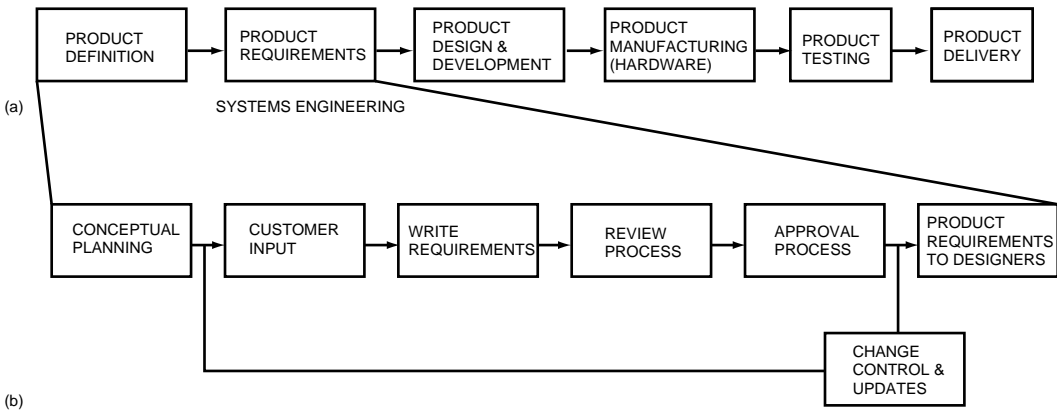 PRODUCT
DEFINITION
PRODUCT
REQUIREMENTS
PRODUCT
DESIGN &
DEVELOPMENT
PRODUCT
MANUFACTURING
(HARDWARE)
PRODUCT
TESTING
PRODUCT
DELIVERY
(a)
SYSTEMS ENGINEERING
CONCEPTUAL
PLANNING
CUSTOMER
INPUT
WRITE
REQUIREMENTS
REVIEW
PROCESS
APPROVAL
PROCESS
PRODUCT
REQUIREMENTS
TO DESIGNERS
CHANGE
CONTROL &
UPDATES
(b)